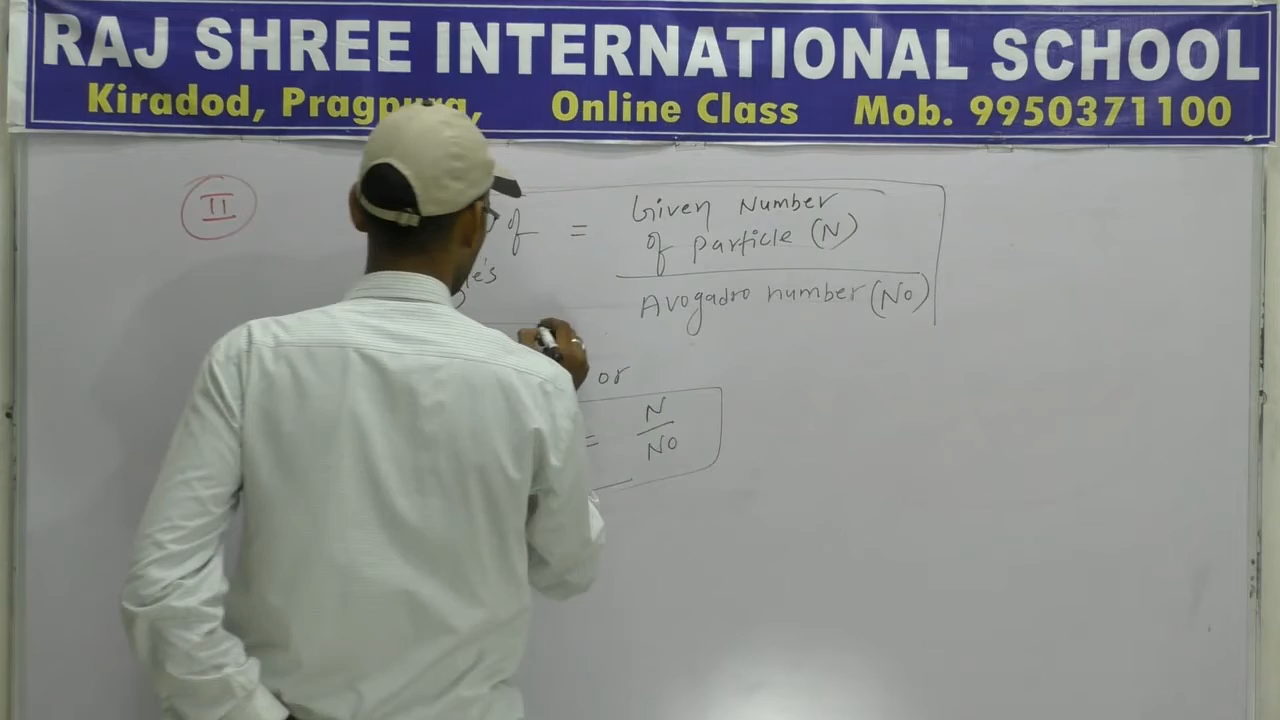 RAJ SHREE INTERNATIONAL SCHOOL
Kiradod, Pragpura, Online Class Mob. 9950371100
II
of = Given Number
of particle (N)
Avogadro number (No)
or
= N
No